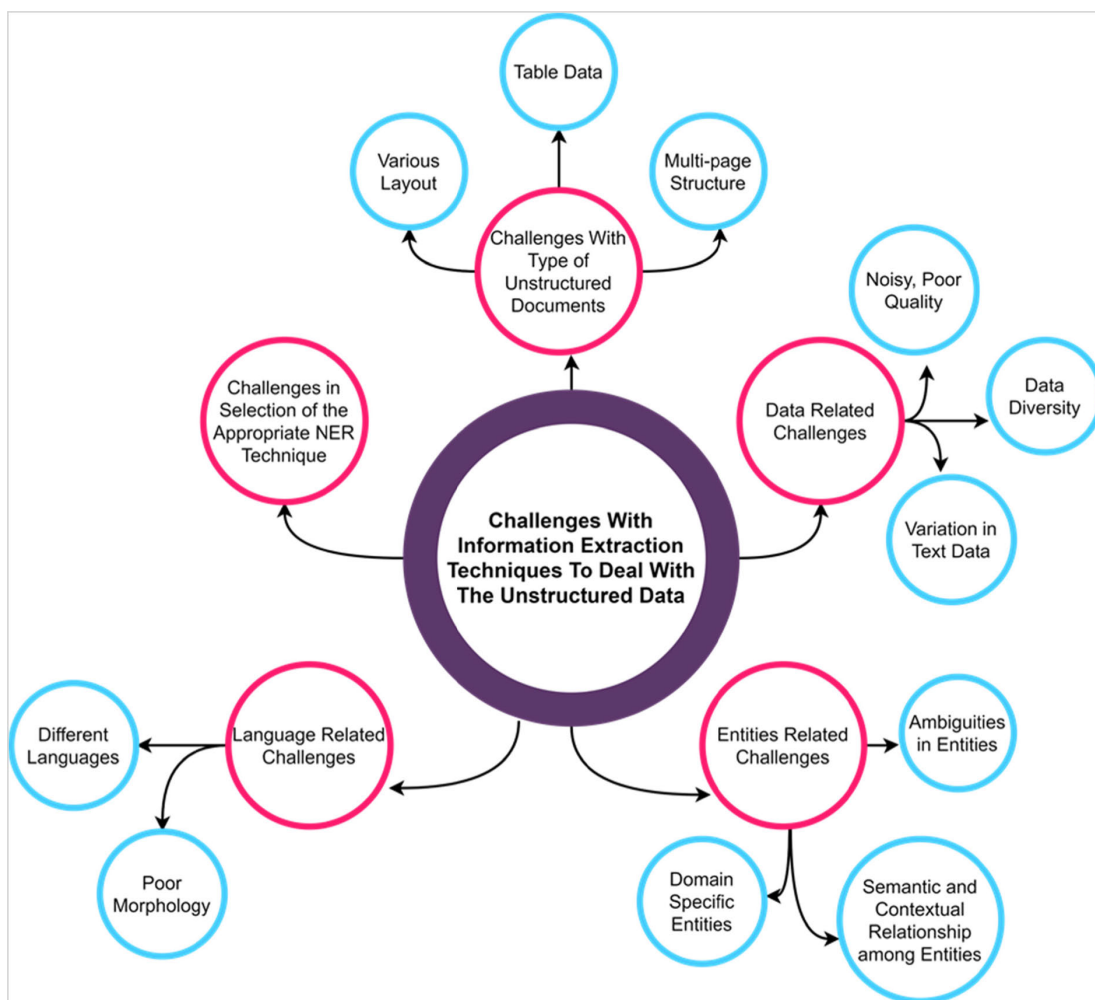 Table Data
Various
Layout
Multi-page
Structure
Challenges With
Type of
Unstructured
Documents
Noisy, Poor
Quality
Challenges in
Selection of the
Appropriate NER
Technique
Data Related
Challenges
Data
Diversity
Variation in
Text Data
Challenges With
Information Extraction
Techniques To Deal With
The Unstructured Data
Different
Languages
Language Related
Challenges
Entities Related
Challenges
Ambiguities
in Entities
Poor
Morphology
Domain
Specific
Entities
Semantic and
Contextual
Relationship
among Entities